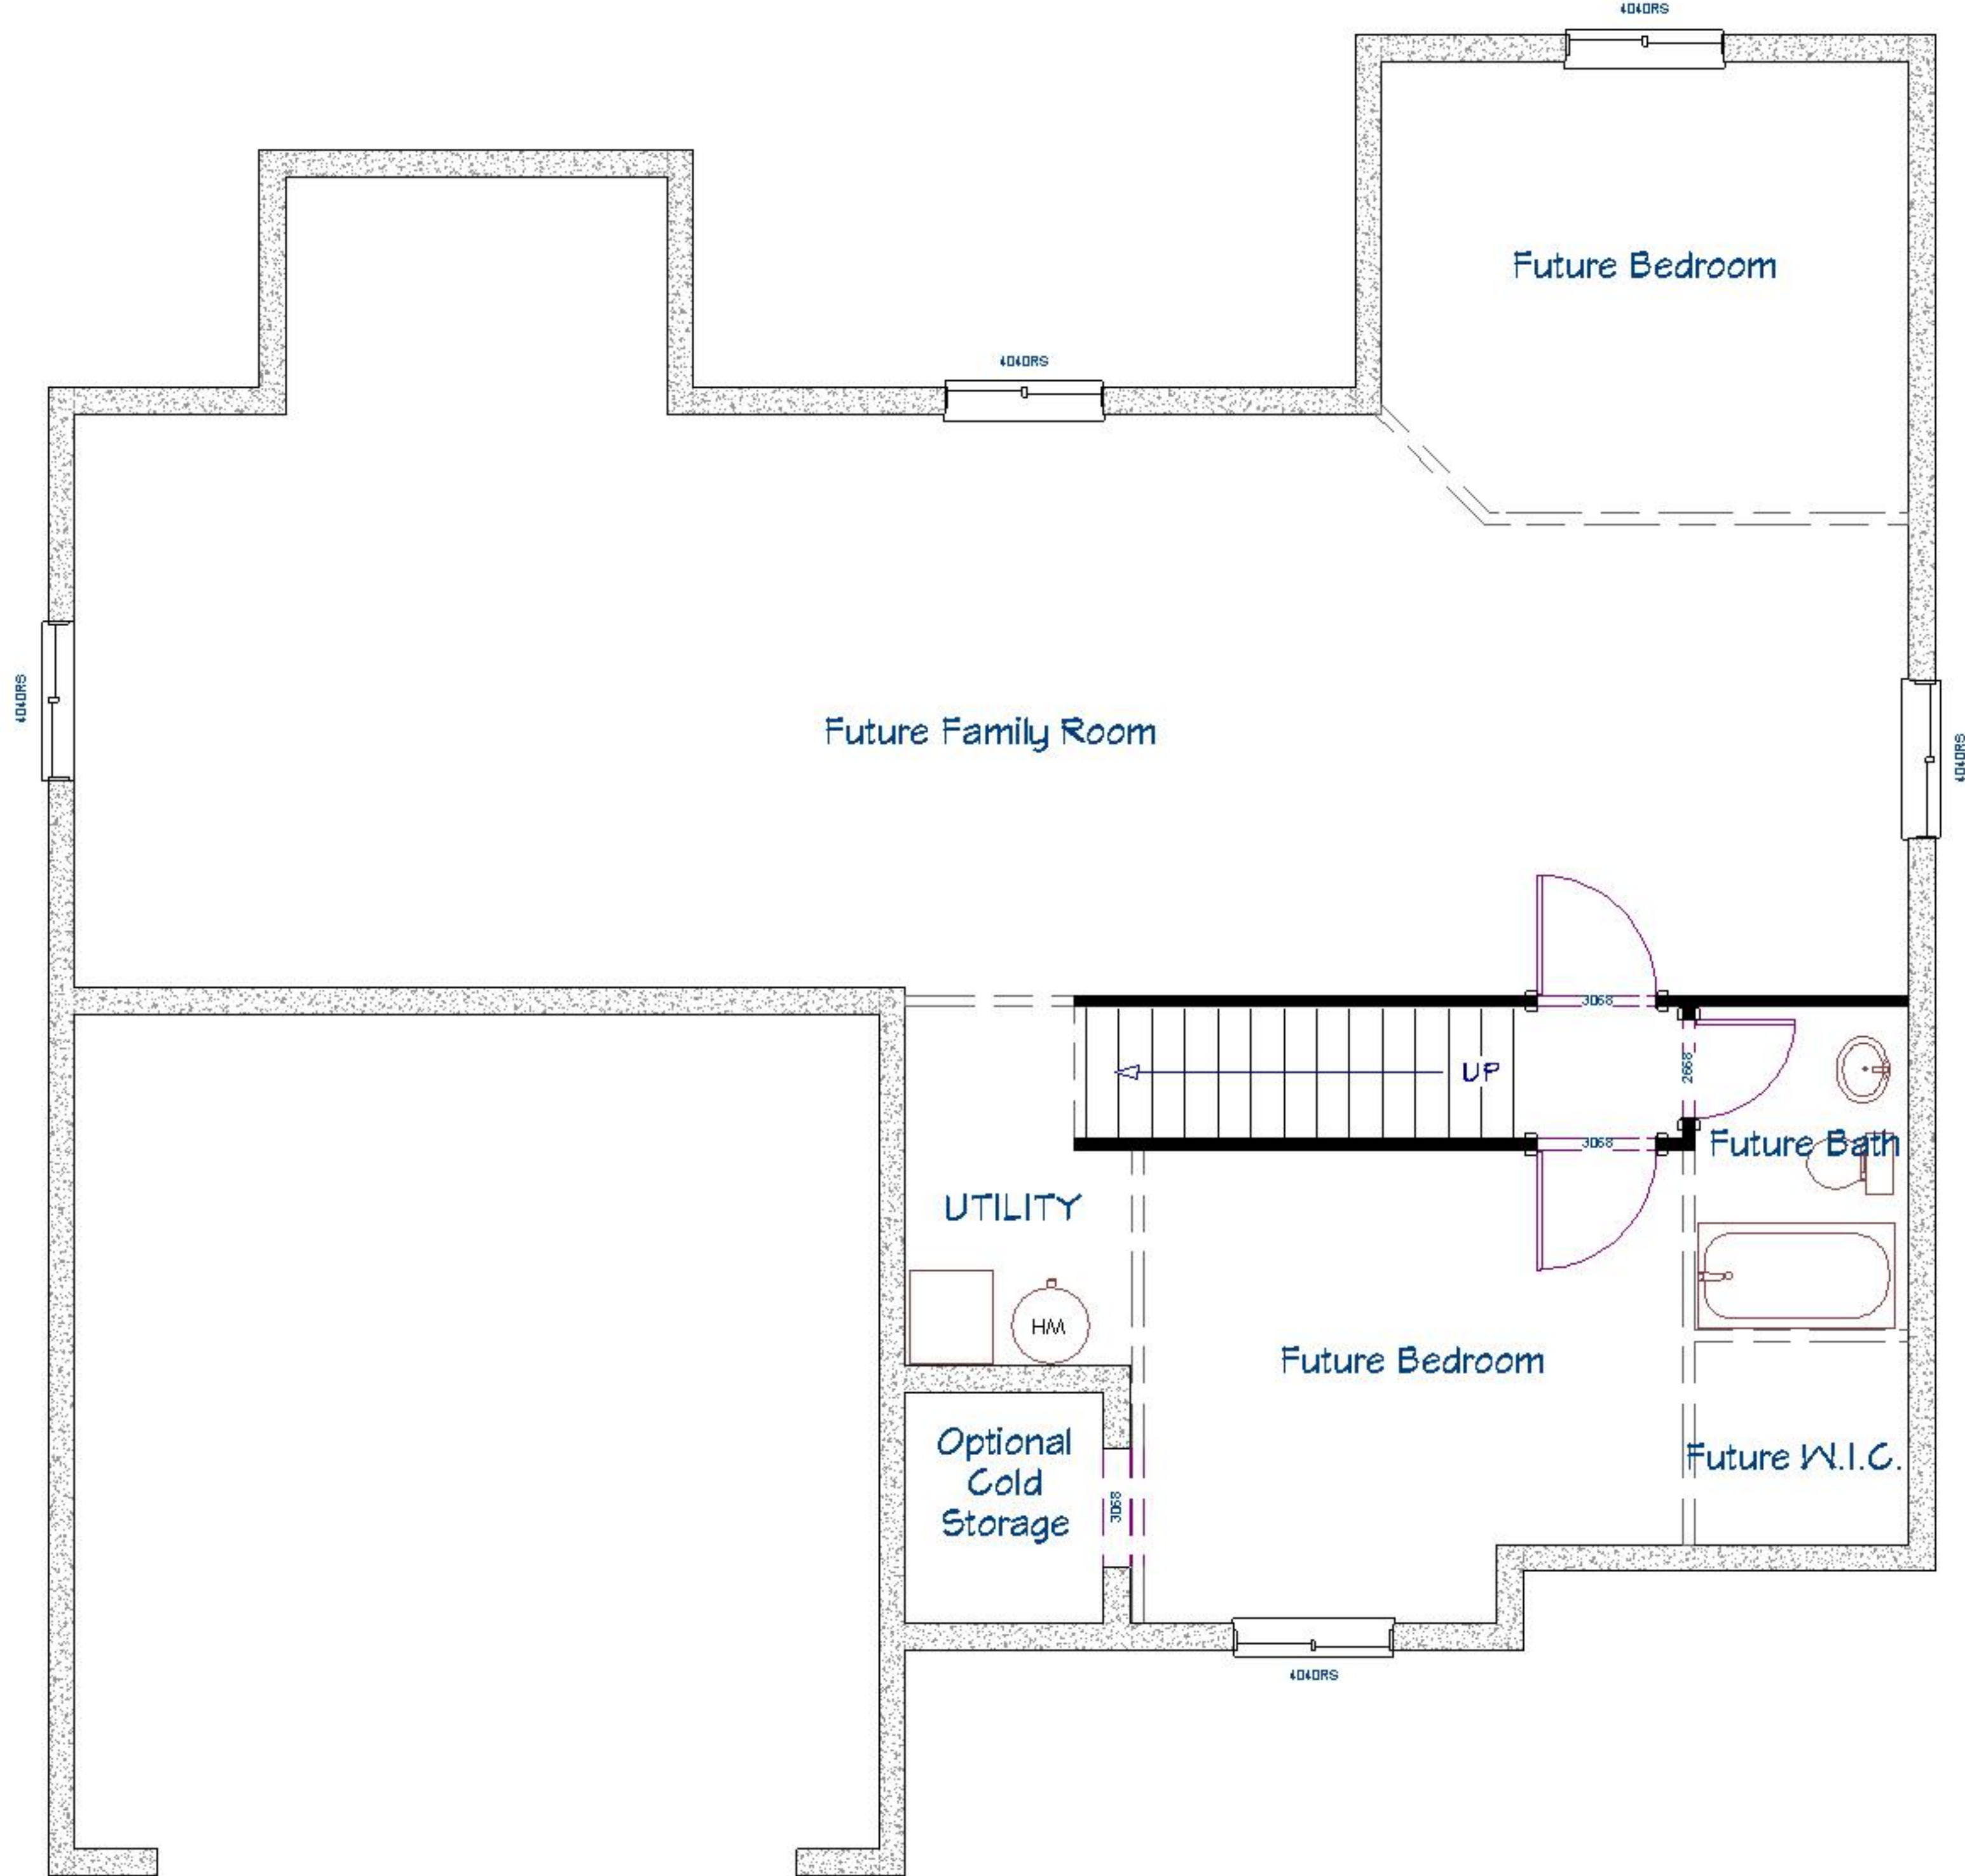 4040RS
Future Bedroom
4040RS
4040RS
Future Family Room
4040RS
3068
UP
2668
3068
Future Bath
UTILITY
HW
Future Bedroom
Optional
Cold
Storage
3068
Future W.I.C.
4040RS